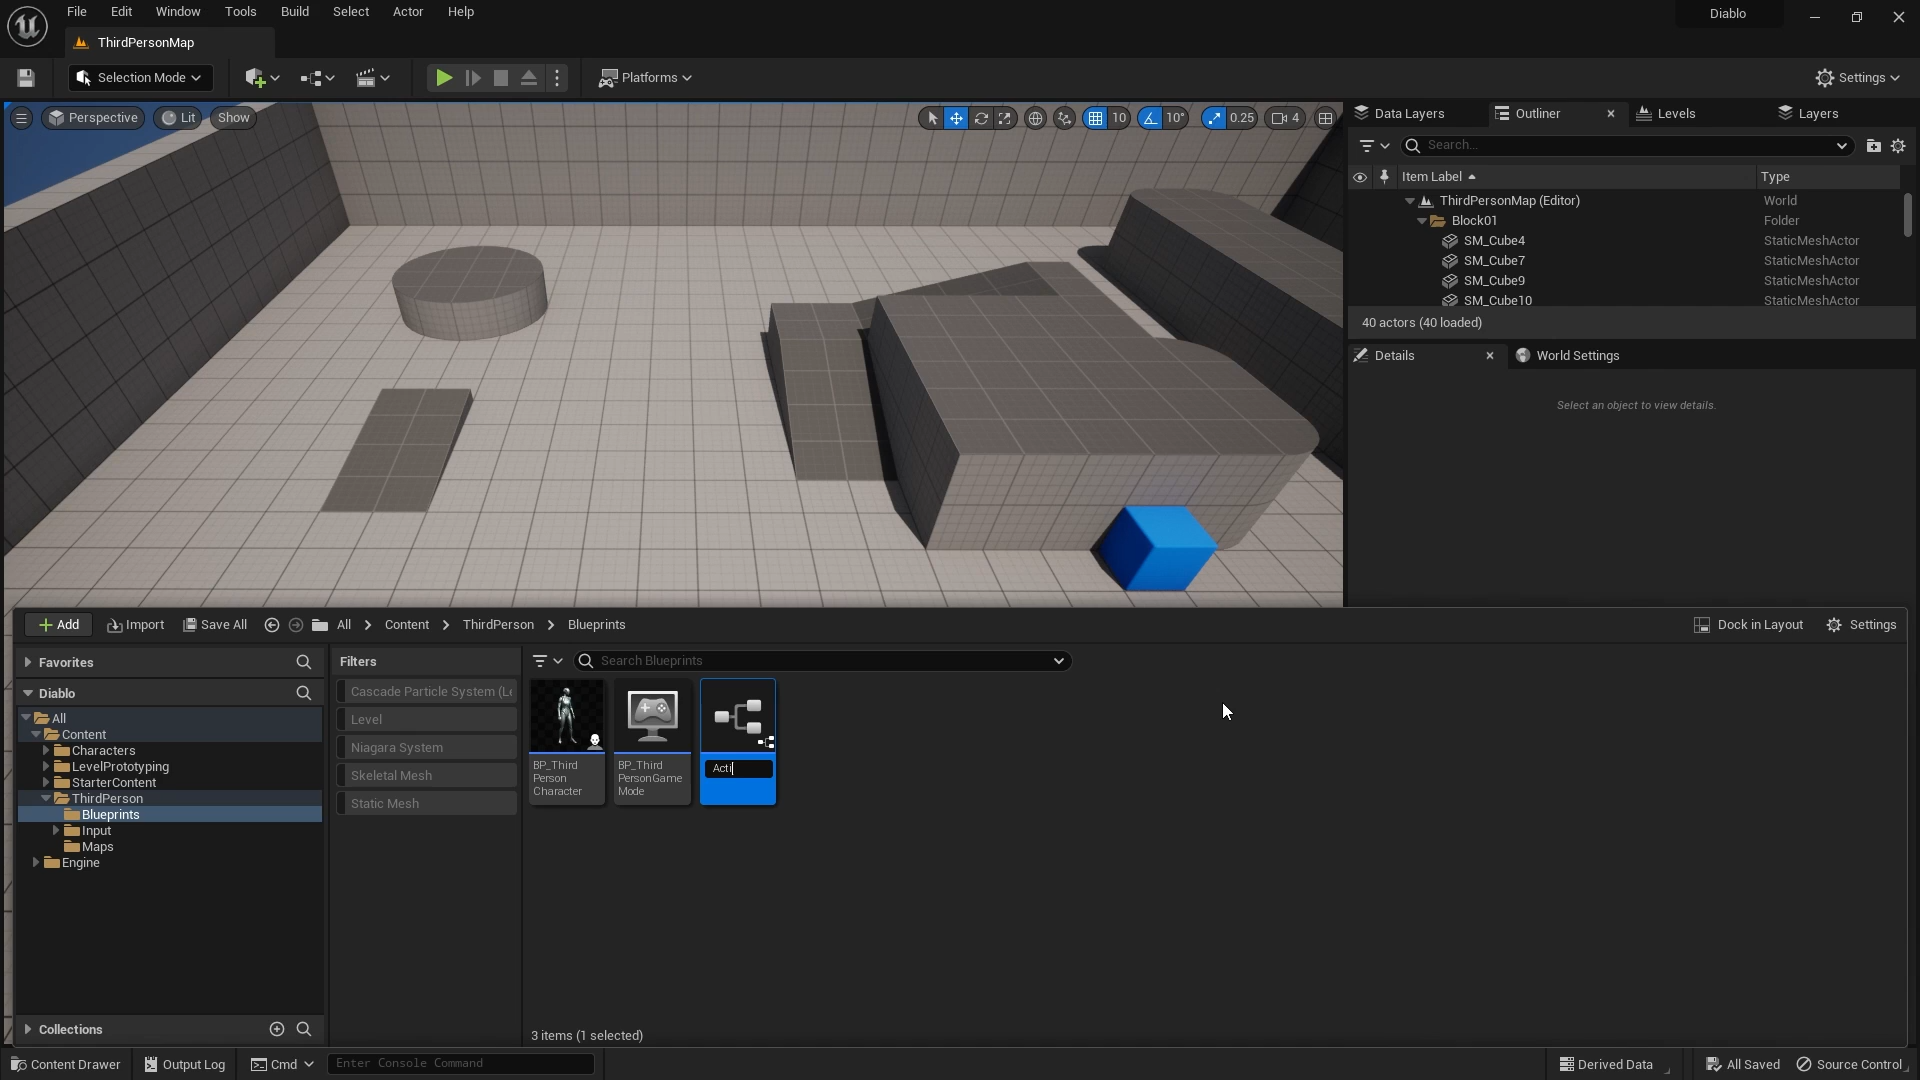 File Edit Window Tools Build Select Actor Help Diablo
ThirdPersonMap
Selection Mode Platforms Settings
Perspective Lit Show 10 10° 0.25 4
Data Layers Outliner Levels Layers
Search...
Item Label Type
ThirdPersonMap (Editor) World
Block01 Folder
SM_Cube4 StaticMeshActor
SM_Cube7 StaticMeshActor
SM_Cube9 StaticMeshActor
SM_Cube10 StaticMeshActor
40 actors (40 loaded)
Details World Settings
Select an object to view details.
Add Import Save All All Content ThirdPerson Blueprints Dock in Layout Settings
Favorites
Diablo
All
Content
Characters
LevelPrototyping
StarterContent
ThirdPerson
Blueprints
Input
Maps
Engine
Collections
Filters
Cascade Particle System (Le
Level
Niagara System
Skeletal Mesh
Static Mesh
Search Blueprints
BP_Third
Person
Character
BP_Third
PersonGame
Mode
Acti
3 items (1 selected)
Content Drawer Output Log Cmd Enter Console Command Derived Data All Saved Source Control